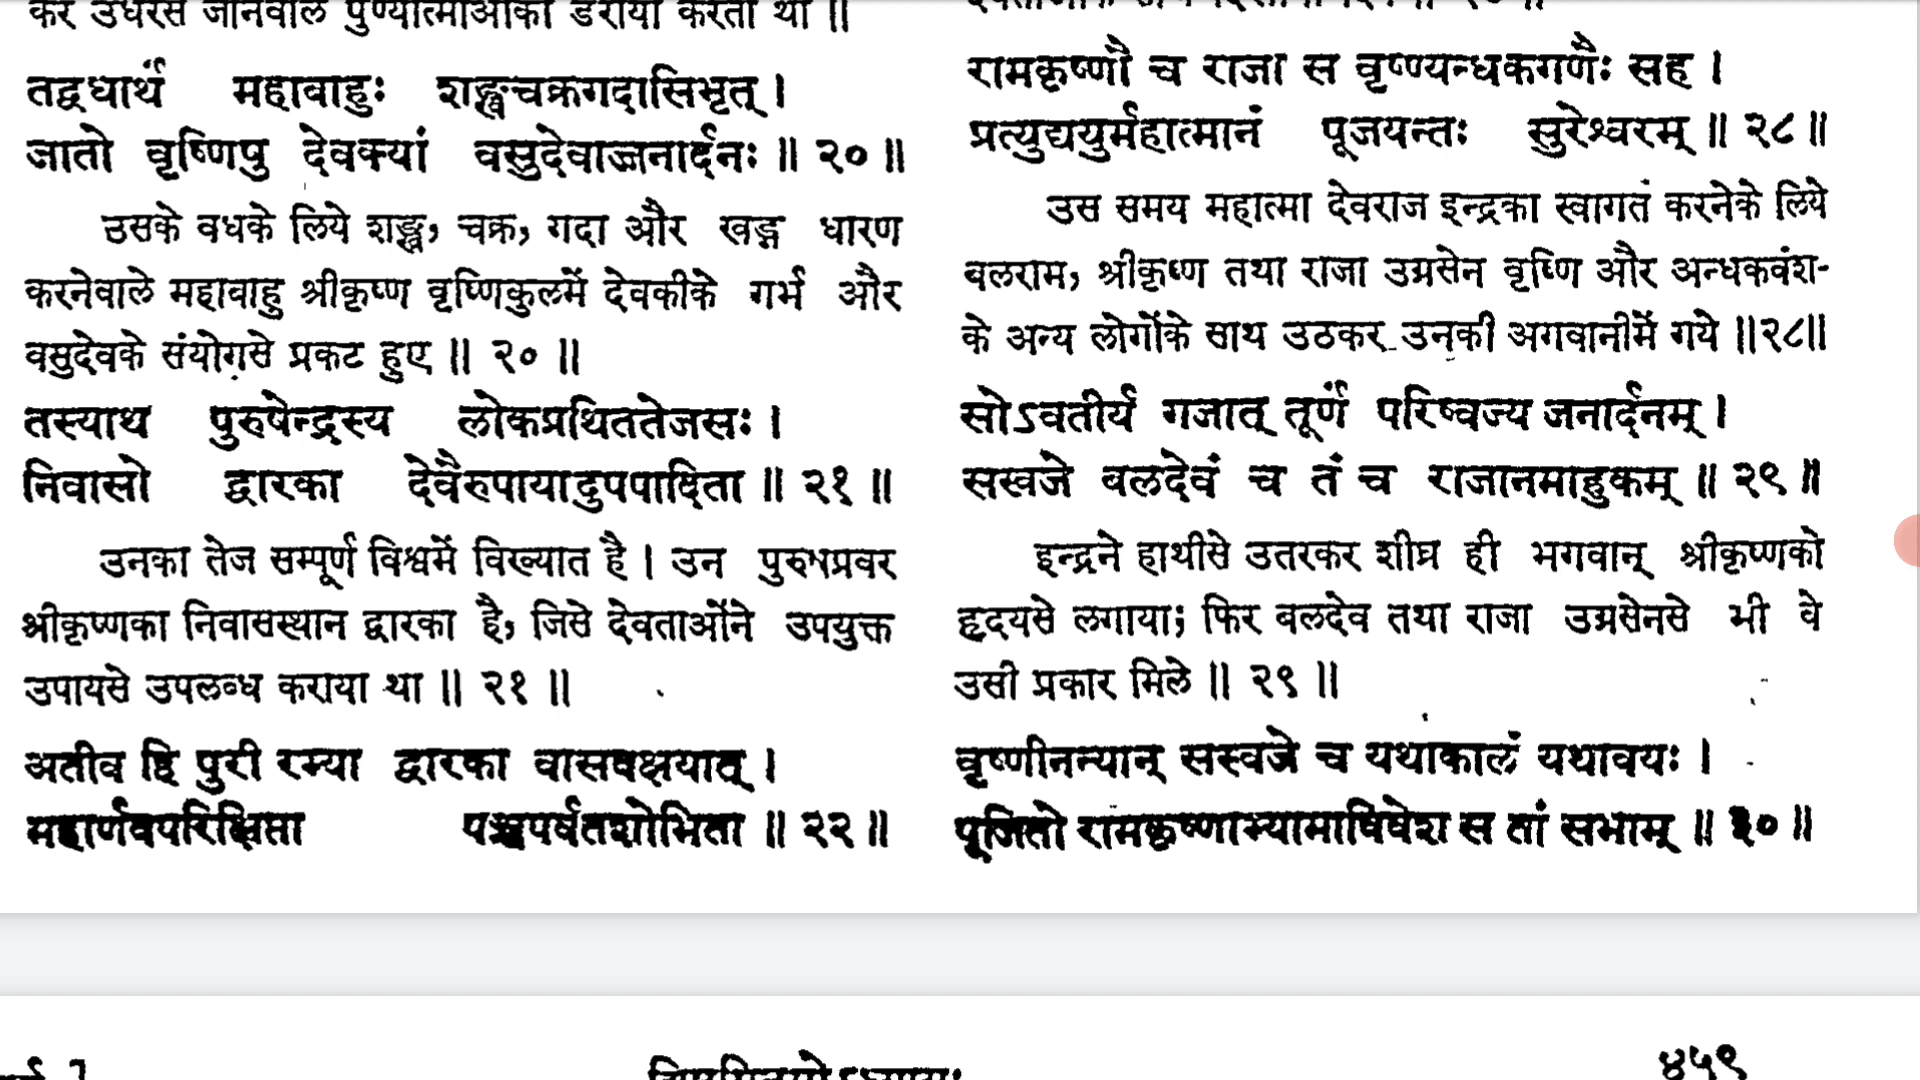 कर उधरसे जानेवाले पुण्यात्माओंको डराया करता था ॥
तद्वधार्थं महाबाहुः शङ्खचक्रगदासिभृत् ।
जातो वृष्णिषु देवक्यां वसुदेवाज्जनार्दनः ॥ २० ॥
उसके वधके लिये शङ्ख, चक्र, गदा और खड्ग धारण
करनेवाले महाबाहु श्रीकृष्ण वृष्णिकुलमें देवकीके गर्भ और
वसुदेवके संयोगसे प्रकट हुए ॥ २० ॥
तस्याथ पुरुषेन्द्रस्य लोकप्रथिततेजसः ।
निवासो द्वारका देवैरुपायादुपपादिता ॥ २१ ॥
उनका तेज सम्पूर्ण विश्वमें विख्यात है । उन पुरुषप्रवर
श्रीकृष्णका निवासस्थान द्वारका है, जिसे देवताओंने उपयुक्त
उपायसे उपलब्ध कराया था ॥ २१ ॥
अतीव हि पुरी रम्या द्वारका वासवक्षयात् ।
महार्णवपरिक्षिप्ता पञ्चपर्वतशोभिता ॥ २२ ॥
रामकृष्णौ च राजा स वृष्ण्यन्धकगणैः सह ।
प्रत्युद्ययुर्महात्मानं पूजयन्तः सुरेश्वरम् ॥ २८ ॥
उस समय महात्मा देवराज इन्द्रका स्वागत करनेके लिये
बलराम, श्रीकृष्ण तथा राजा उग्रसेन वृष्णि और अन्धकवंश-
के अन्य लोगोंके साथ उठकर उनकी अगवानीमें गये ॥२८॥
सोऽवतीर्य गजात् तूर्णं परिष्वज्य जनार्दनम् ।
सस्वजे बलदेवं च तं च राजानमाहुकम् ॥ २९ ॥
इन्द्रने हाथीसे उतरकर शीघ्र ही भगवान् श्रीकृष्णको
हृदयसे लगाया; फिर बलदेव तथा राजा उग्रसेनसे भी वे
उसी प्रकार मिले ॥ २९ ॥
वृष्णीनन्यान् सस्वजे च यथाकालं यथावयः ।
पूजितो रामकृष्णाभ्यामाविवेश स तां सभाम् ॥ ३० ॥
४५९